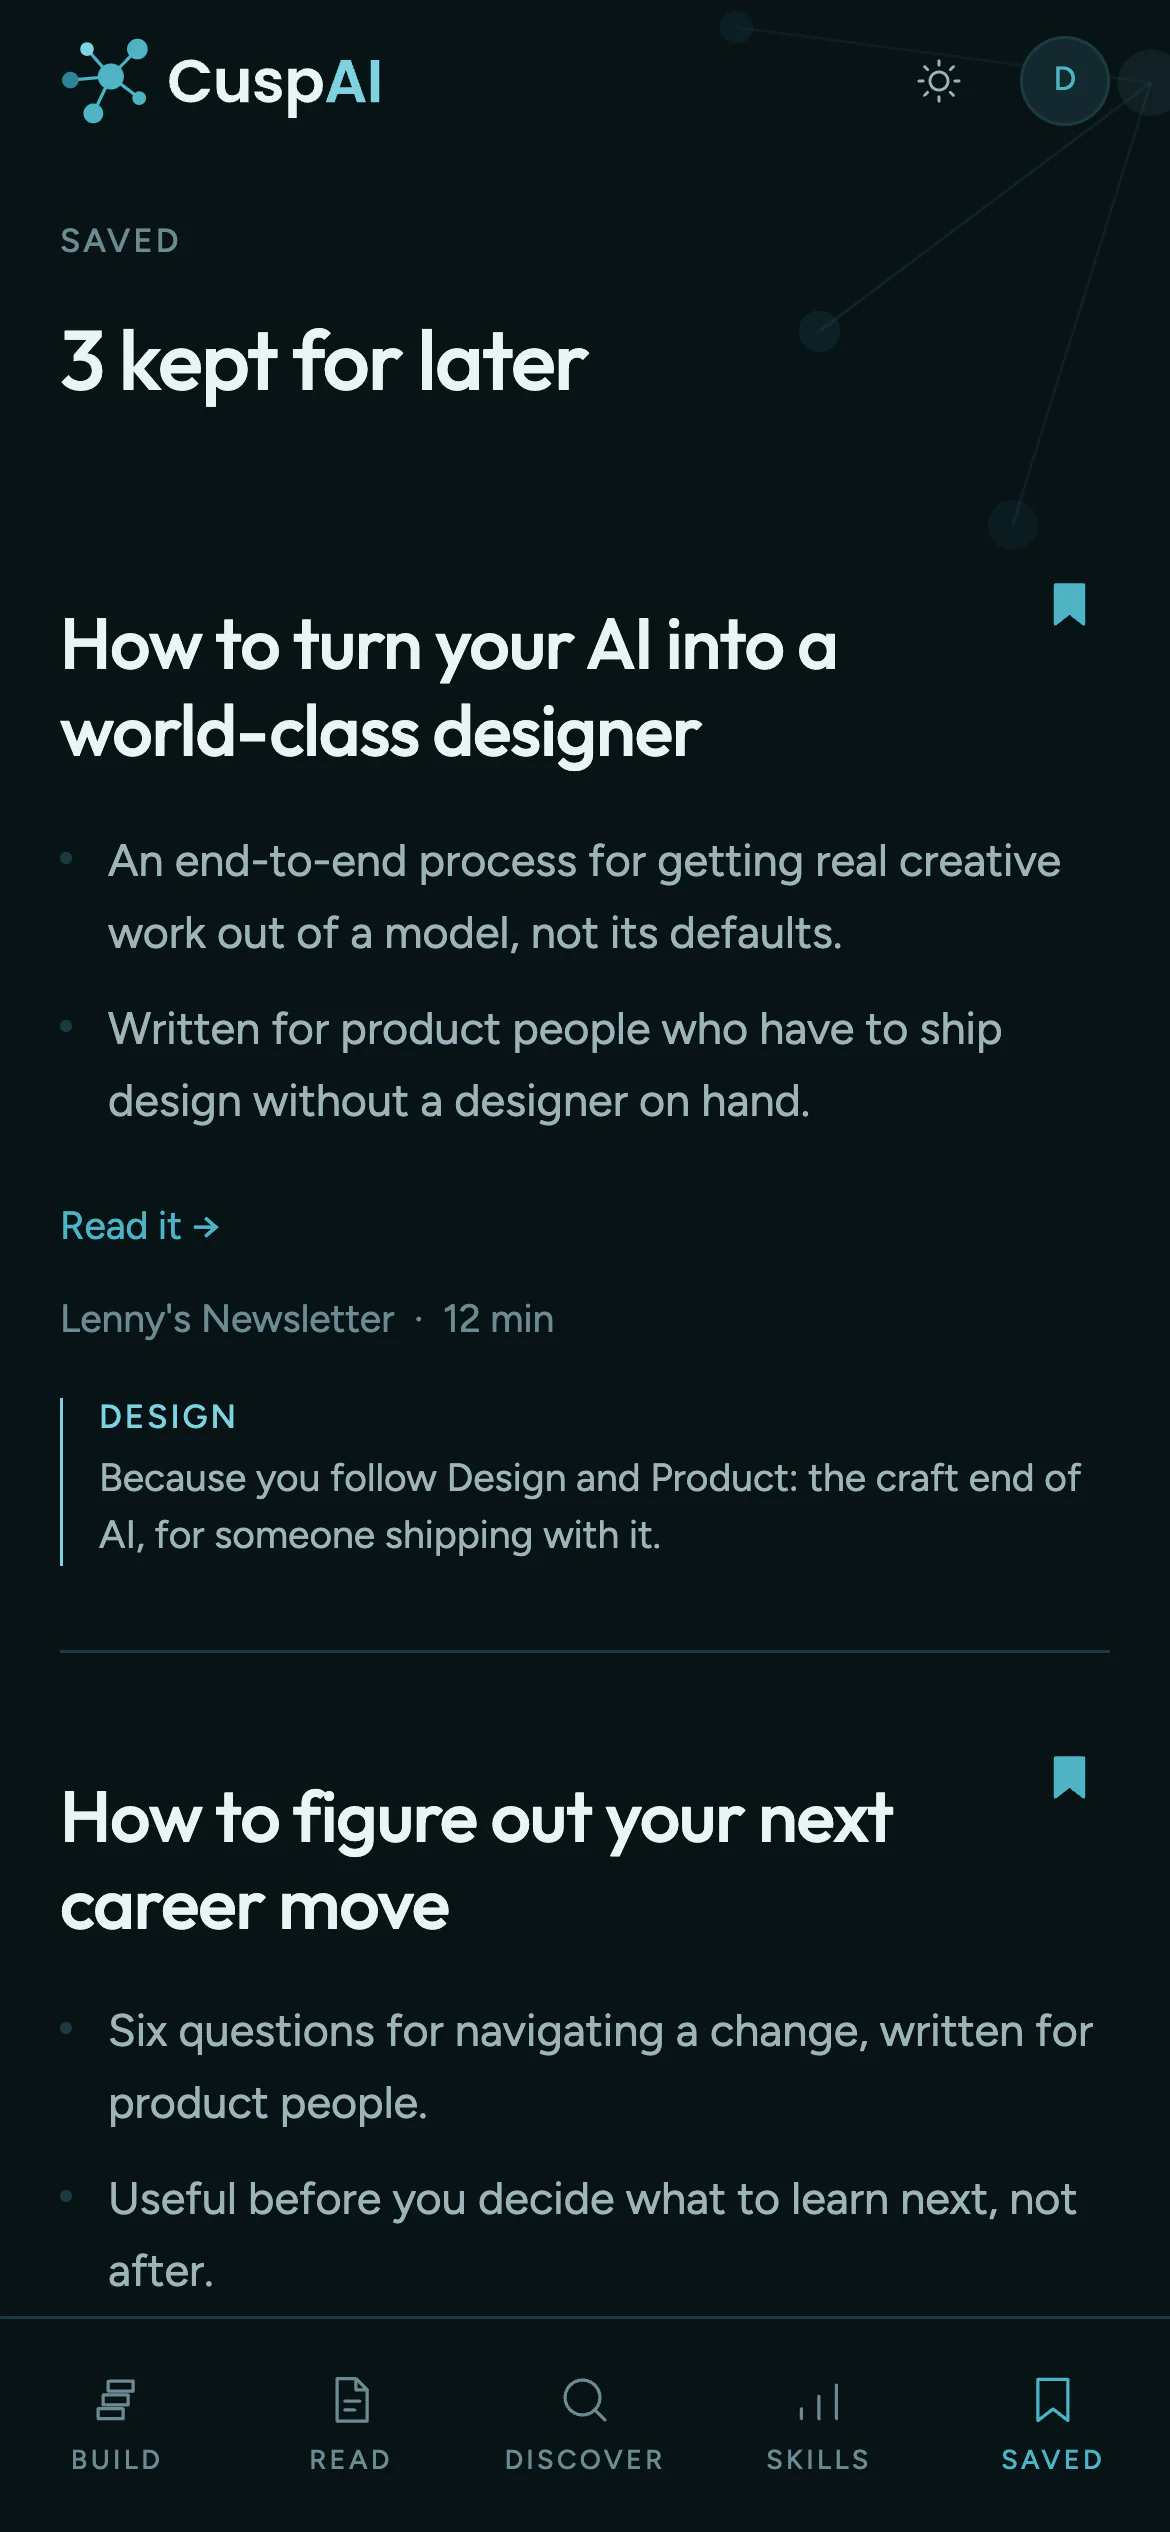 CuspAI
D
SAVED
3 kept for later
How to turn your AI into a
world-class designer
• An end-to-end process for getting real creative
work out of a model, not its defaults.
• Written for product people who have to ship
design without a designer on hand.
Read it →
Lenny's Newsletter · 12 min
DESIGN
Because you follow Design and Product: the craft end of
AI, for someone shipping with it.
How to figure out your next
career move
• Six questions for navigating a change, written for
product people.
• Useful before you decide what to learn next, not
after.
BUILD READ DISCOVER SKILLS SAVED